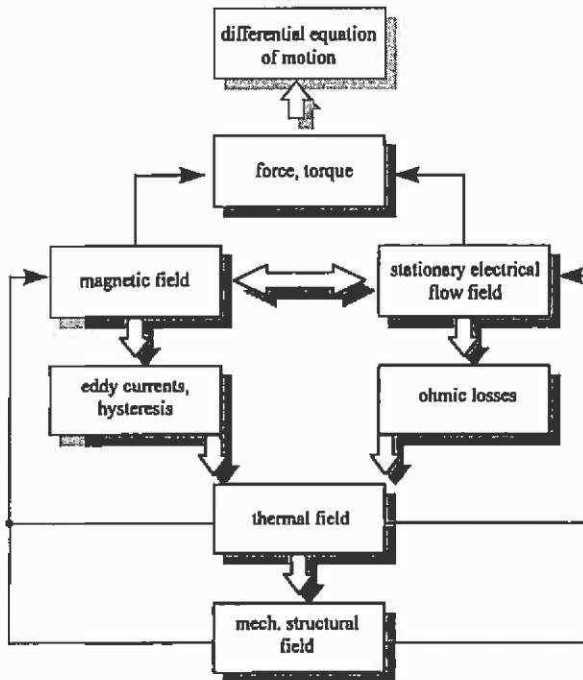 differential equation
of motion
force, torque
magnetic field
stationary electrical
flow field
eddy currents,
hysteresis
ohmic losses
thermal field
mech. structural
field